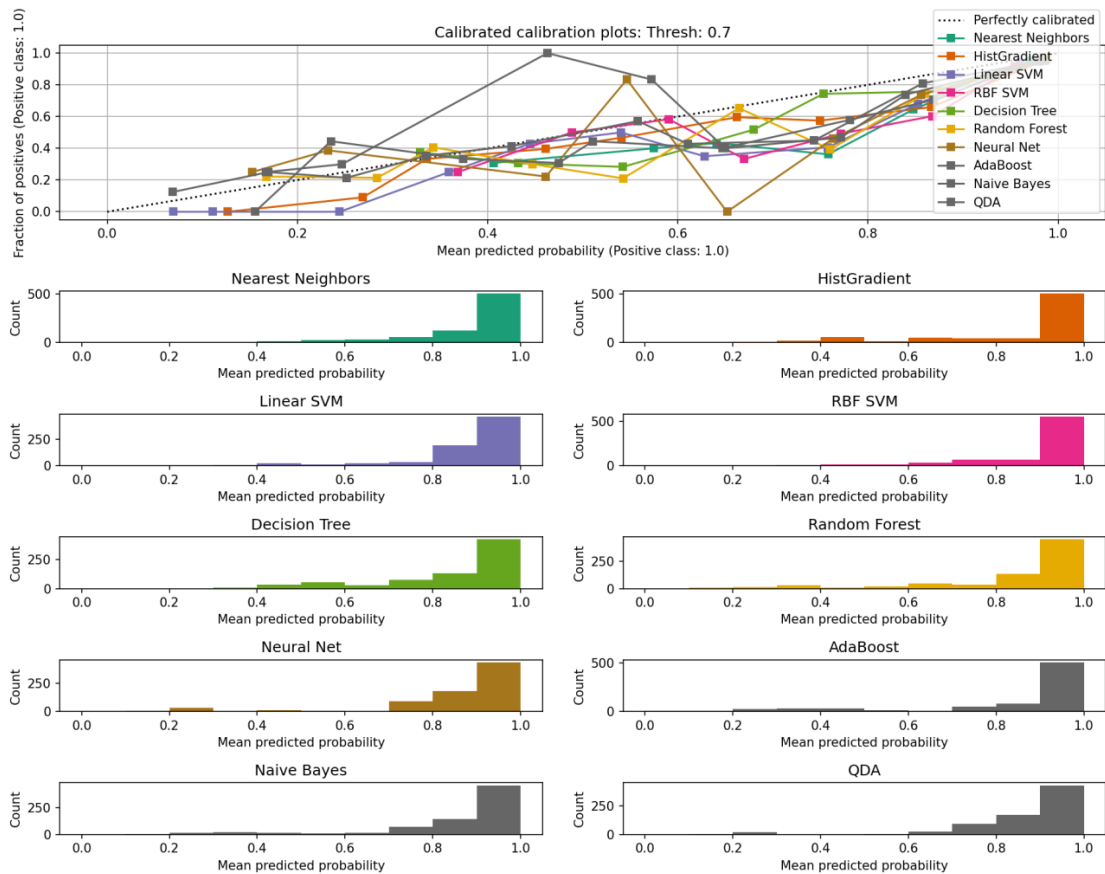 Calibrated calibration plots: Thresh: 0.7
Fraction of positives (Positive class: 1.0)
1.0
0.8
0.6
0.4
0.2
0.0
0.0 0.2 0.4 0.6 0.8 1.0
Mean predicted probability (Positive class: 1.0)
Perfectly calibrated
Nearest Neighbors
HistGradient
Linear SVM
RBF SVM
Decision Tree
Random Forest
Neural Net
AdaBoost
Naive Bayes
QDA
Nearest Neighbors
Count
500
0
0.0 0.2 0.4 0.6 0.8 1.0
Mean predicted probability
HistGradient
Count
500
0
0.0 0.2 0.4 0.6 0.8 1.0
Mean predicted probability
Linear SVM
Count
250
0
0.0 0.2 0.4 0.6 0.8 1.0
Mean predicted probability
RBF SVM
Count
500
0
0.0 0.2 0.4 0.6 0.8 1.0
Mean predicted probability
Decision Tree
Count
250
0
0.0 0.2 0.4 0.6 0.8 1.0
Mean predicted probability
Random Forest
Count
250
0
0.0 0.2 0.4 0.6 0.8 1.0
Mean predicted probability
Neural Net
Count
250
0
0.0 0.2 0.4 0.6 0.8 1.0
Mean predicted probability
AdaBoost
Count
500
0
0.0 0.2 0.4 0.6 0.8 1.0
Mean predicted probability
Naive Bayes
Count
250
0
0.0 0.2 0.4 0.6 0.8 1.0
Mean predicted probability
QDA
Count
250
0
0.0 0.2 0.4 0.6 0.8 1.0
Mean predicted probability